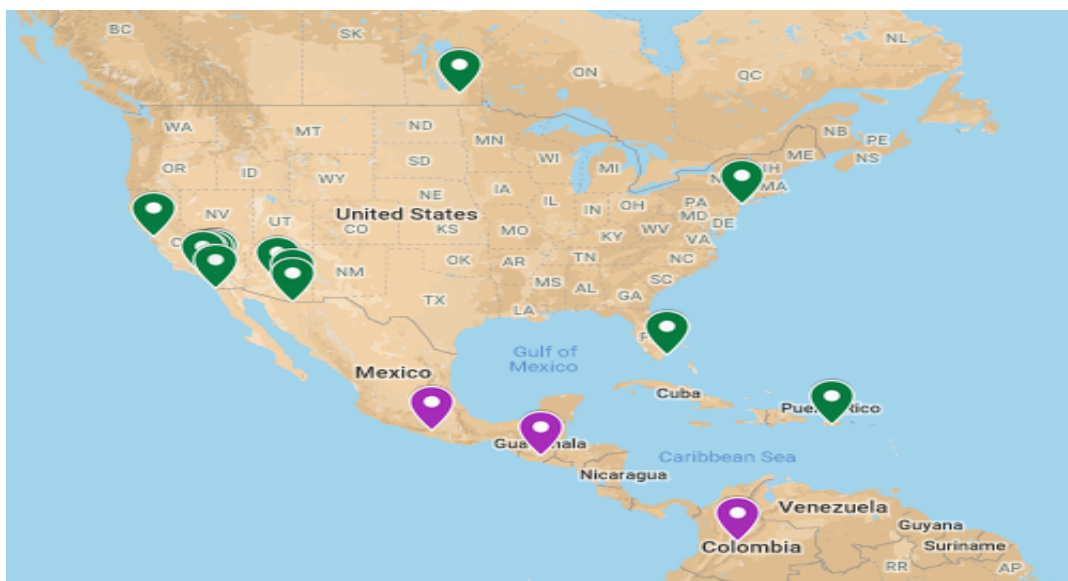 BC
SK
NL
ON
QC
WA
MT
ND
MN
NB
PE
ME
NS
OR
ID
SD
WI
MI
WY
MA
IA
NE
PA
NV
UT
IL
IN
OH
MD
DE
United States
CO
KS
MO
KY
WV
VA
OK
AR
TN
NC
NM
MS
AL
GA
SC
TX
LA
Gulf of
Mexico
Mexico
Cuba
Caribbean Sea
Nicaragua
Venezuela
Guyana
Colombia
Suriname
RR
AP